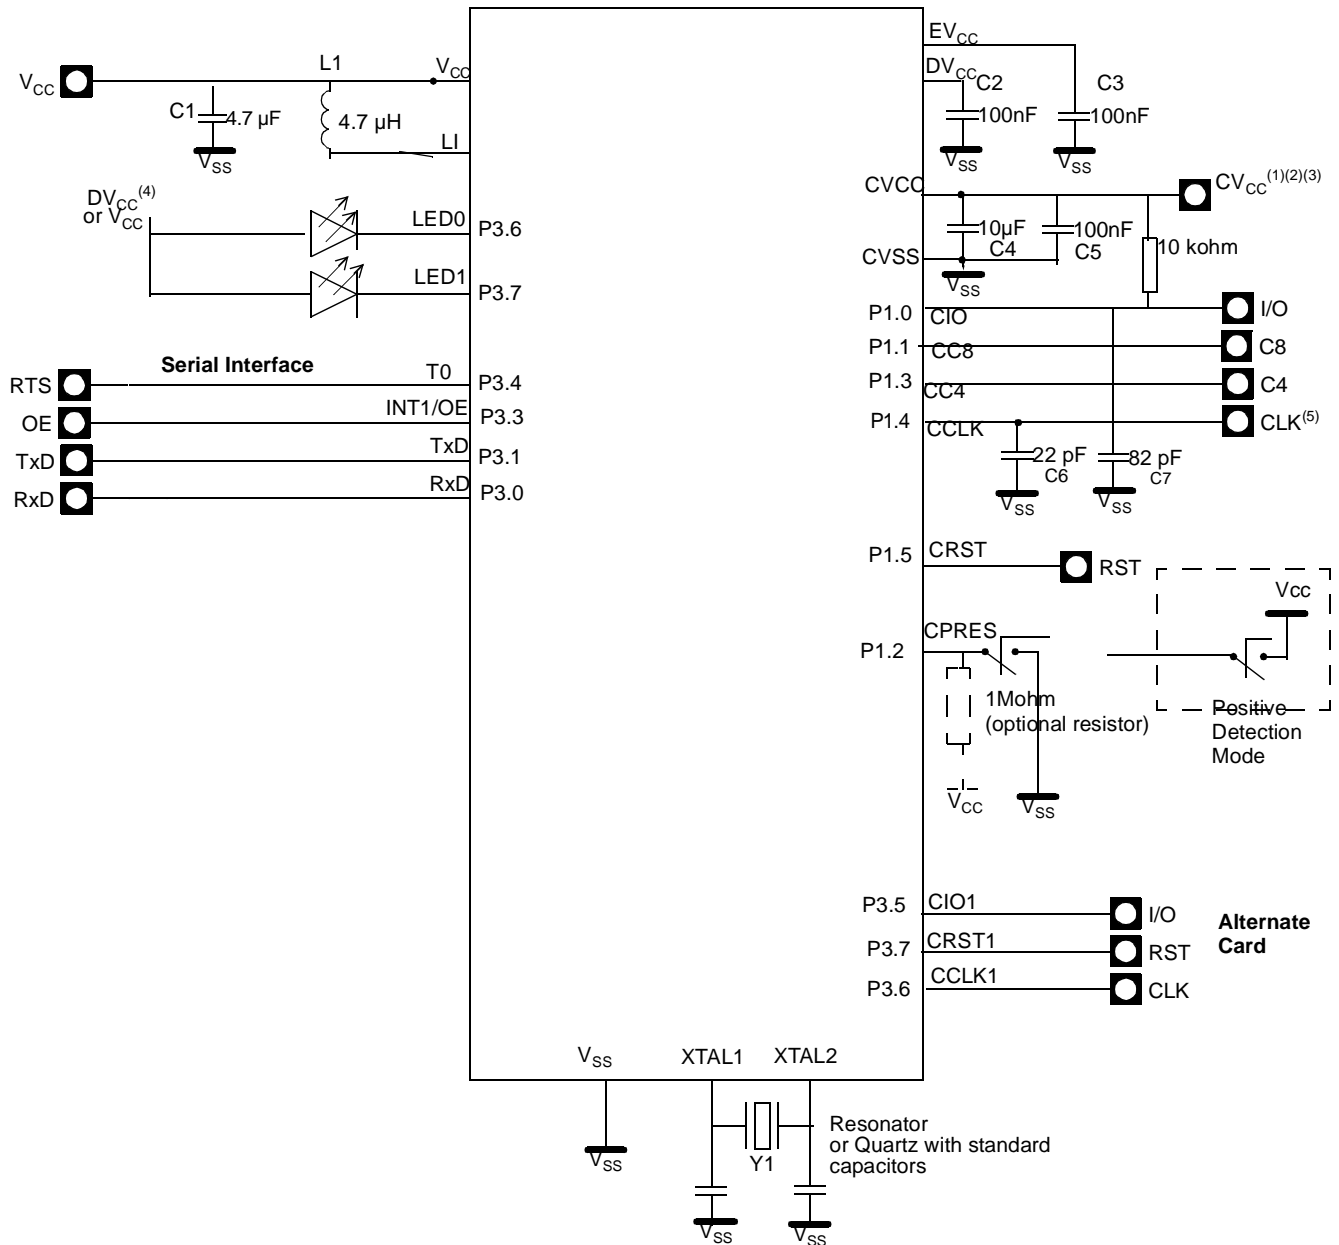 EVCC
L1
VCC
VCC
DVCC
C2
C3
C1
4.7 µF
4.7 µH
100nF
100nF
LI
VSS
VSS
VSS
DVCC(4)
or VCC
CVCC
CVCC(1)(2)(3)
LED0
P3.6
10µF
C4
100nF
C5
10 kohm
CVSS
VSS
LED1
P3.7
P1.0
CIO
I/O
P1.1
CC8
C8
Serial Interface
RTS
T0
P3.4
P1.3
CC4
C4
OE
INT1/OE
P3.3
P1.4
CCLK
CLK(5)
TxD
TxD
P3.1
22 pF
C6
82 pF
C7
RxD
RxD
P3.0
VSS
VSS
P1.5
CRST
RST
Vcc
CPRES
P1.2
1Mohm
(optional resistor)
Positive
Detection
Mode
VCC
VSS
P3.5
CIO1
I/O
Alternate
Card
P3.7
CRST1
RST
P3.6
CCLK1
CLK
VSS
XTAL1
XTAL2
Resonator
or Quartz with standard
capacitors
VSS
Y1
VSS
VSS